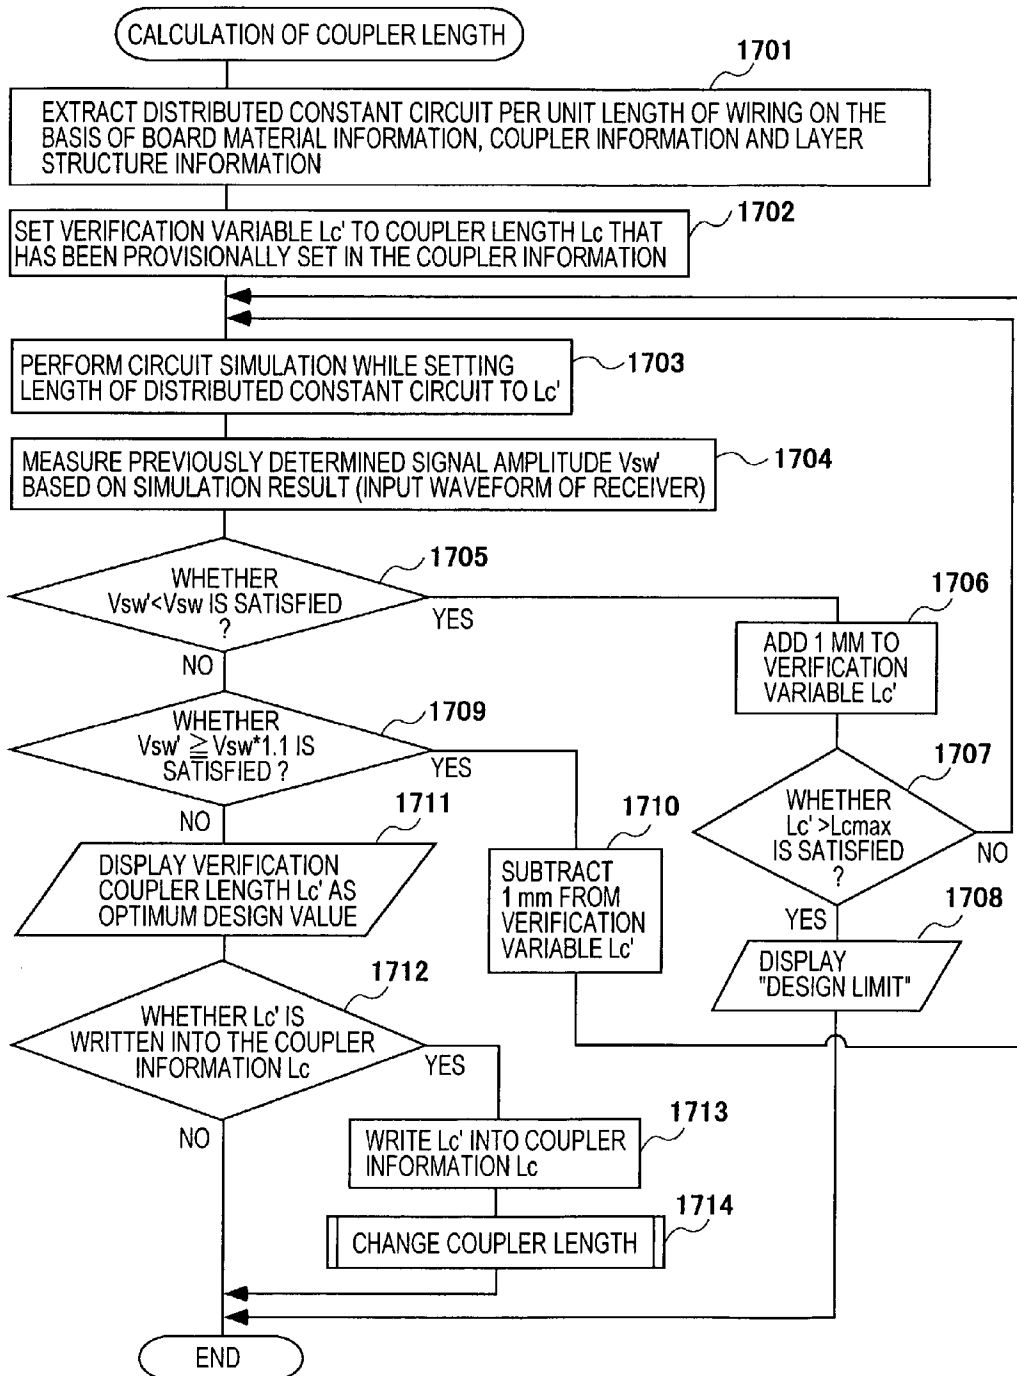 CALCULATION OF COUPLER LENGTH
1701
EXTRACT DISTRIBUTED CONSTANT CIRCUIT PER UNIT LENGTH OF WIRING ON THE
BASIS OF BOARD MATERIAL INFORMATION, COUPLER INFORMATION AND LAYER
STRUCTURE INFORMATION
1702
SET VERIFICATION VARIABLE Lc' TO COUPLER LENGTH Lc THAT
HAS BEEN PROVISIONALLY SET IN THE COUPLER INFORMATION
1703
PERFORM CIRCUIT SIMULATION WHILE SETTING
LENGTH OF DISTRIBUTED CONSTANT CIRCUIT TO Lc'
1704
MEASURE PREVIOUSLY DETERMINED SIGNAL AMPLITUDE Vsw'
BASED ON SIMULATION RESULT (INPUT WAVEFORM OF RECEIVER)
1705
WHETHER
Vsw'<Vsw IS SATISFIED
?
YES
NO
1706
ADD 1 MM TO
VERIFICATION
VARIABLE Lc'
1709
WHETHER
Vsw' ≧ Vsw*1.1 IS
SATISFIED ?
YES
NO
1707
WHETHER
Lc' >Lcmax
IS SATISFIED
?
NO
YES
1710
SUBTRACT
1 mm FROM
VERIFICATION
VARIABLE Lc'
1711
DISPLAY VERIFICATION
COUPLER LENGTH Lc' AS
OPTIMUM DESIGN VALUE
1708
DISPLAY
"DESIGN LIMIT"
1712
WHETHER Lc' IS
WRITTEN INTO THE COUPLER
INFORMATION Lc
YES
NO
1713
WRITE Lc' INTO COUPLER
INFORMATION Lc
1714
CHANGE COUPLER LENGTH
END